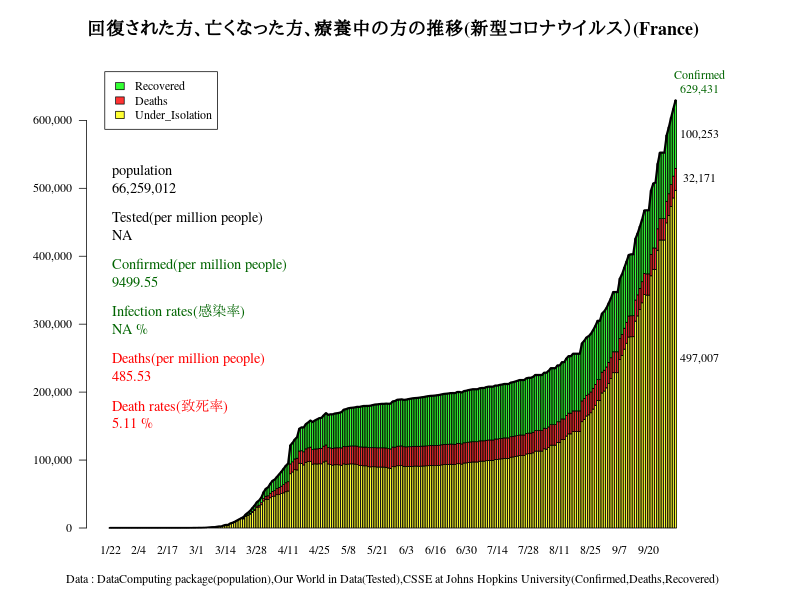 回復された方、亡くなった方、療養中の方の推移(新型コロナウイルス）(France)
Recovered
Deaths
Under_Isolation
Confirmed
629,431
100,253
32,171
497,007
population
66,259,012
Tested(per million people)
NA
Confirmed(per million people)
9499.55
Infection rates(感染率)
NA %
Deaths(per million people)
485.53
Death rates(致死率)
5.11 %
600,000
500,000
400,000
300,000
200,000
100,000
0
1/22 2/4 2/17 3/1 3/14 3/28 4/11 4/25 5/8 5/21 6/3 6/16 6/30 7/14 7/28 8/11 8/25 9/7 9/20
Data : DataComputing package(population),Our World in Data(Tested),CSSE at Johns Hopkins University(Confirmed,Deaths,Recovered)